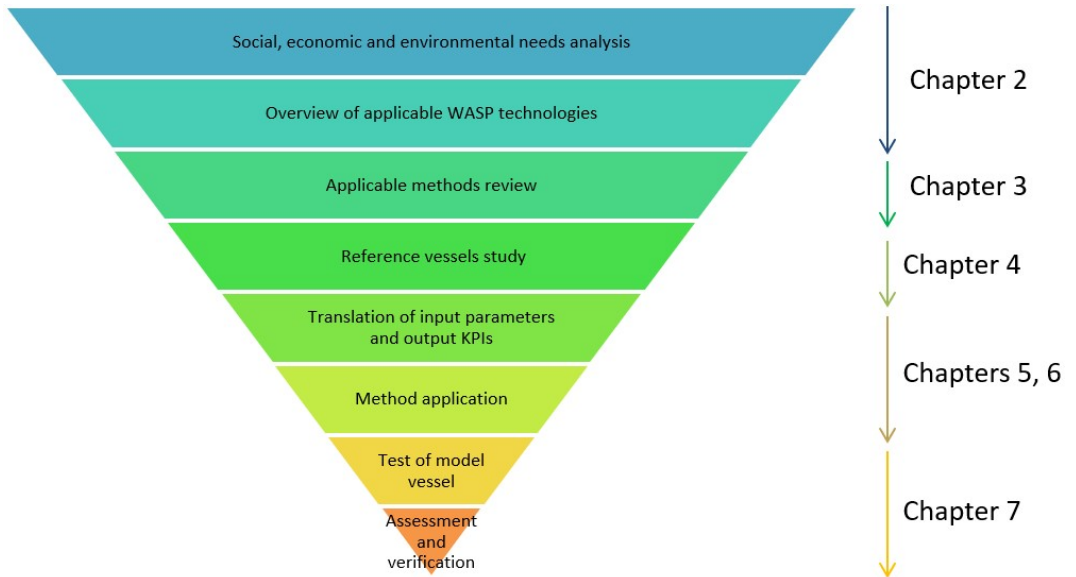 Social, economic and environmental needs analysis
Overview of applicable WASP technologies
Chapter 2
Applicable methods review
Chapter 3
Reference vessels study
Chapter 4
Translation of input parameters
and output KPIs
Method application
Chapters 5, 6
Test of model
vessel
Assessment
and
verification
Chapter 7